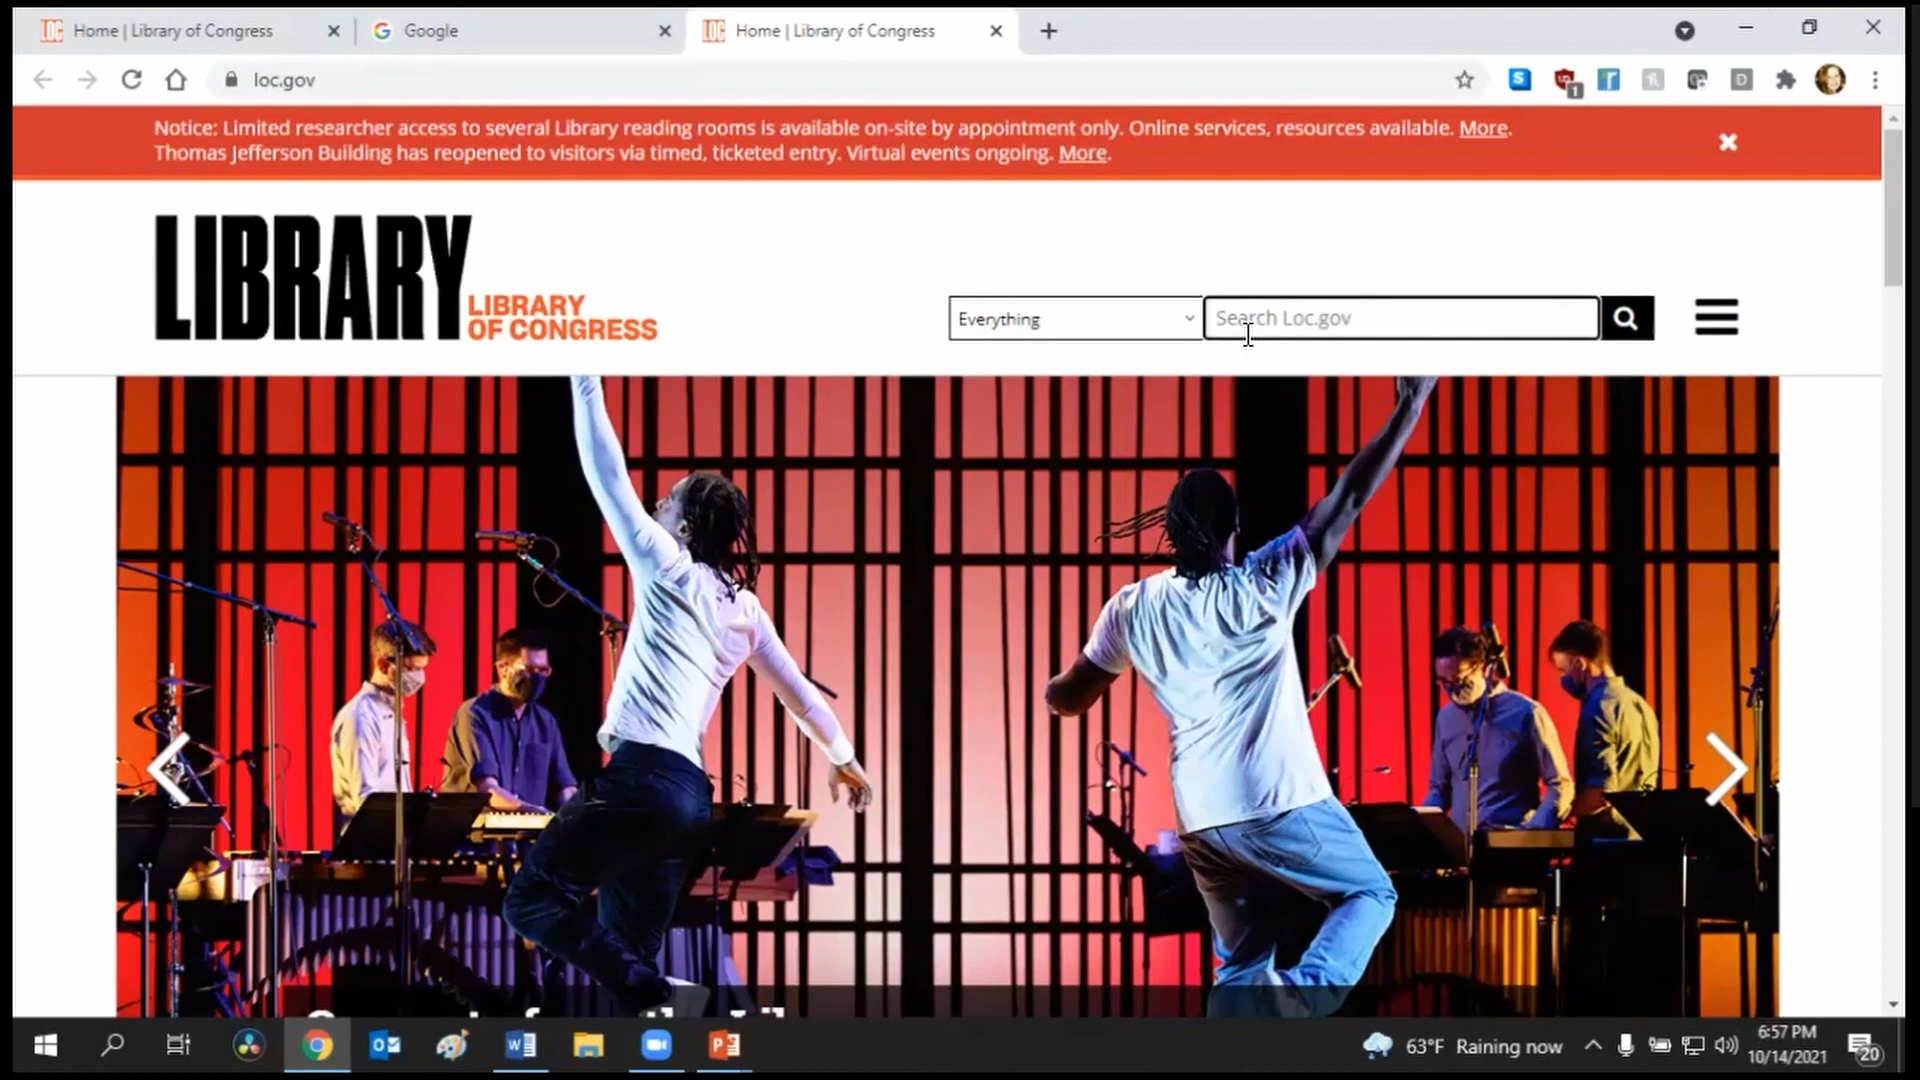 Home | Library of Congress
Google
Home | Library of Congress
loc.gov
1
Notice: Limited researcher access to several Library reading rooms is available on-site by appointment only. Online services, resources available. More.
Thomas Jefferson Building has reopened to visitors via timed, ticketed entry. Virtual events ongoing. More.
LIBRARY
LIBRARY
OF CONGRESS
Everything
Search Loc.gov
63°F Raining now
6:57 PM
10/14/2021
20